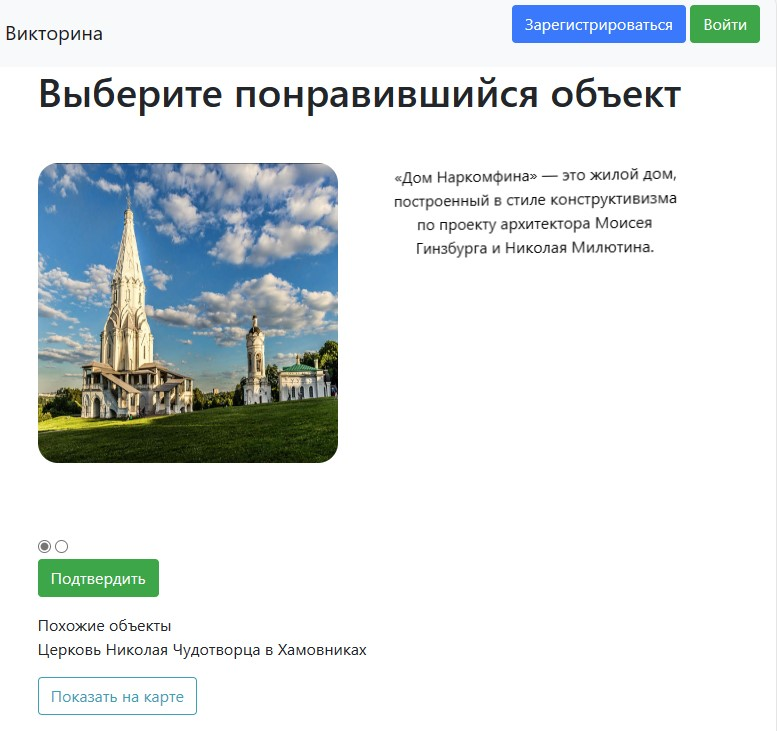 Викторина
Зарегистрироваться
Войти
Выберите понравившийся объект
«Дом Наркомфина» — это жилой дом,
построенный в стиле конструктивизма
по проекту архитектора Моисея
Гинзбурга и Николая Милютина.
Подтвердить
Похожие объекты
Церковь Николая Чудотворца в Хамовниках
Показать на карте